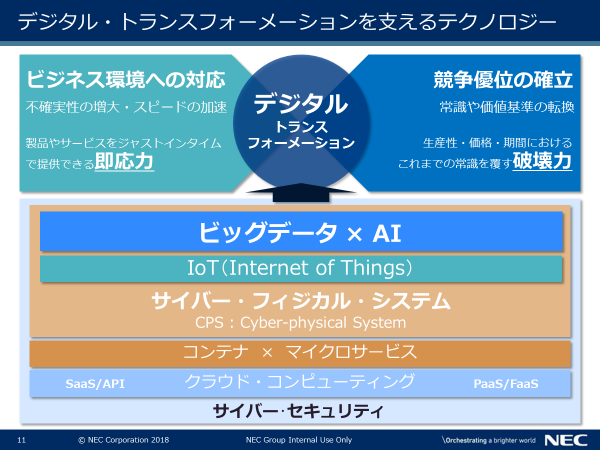 デジタル・トランスフォーメーションを支えるテクノロジー
ビジネス環境への対応
不確実性の増大・スピードの加速
製品やサービスをジャストインタイム
で提供できる即応力
デジタル
トランス
フォーメーション
競争優位の確立
常識や価値基準の転換
生産性・価格・期間における
これまでの常識を覆す破壊力
ビッグデータ × AI
IoT(Internet of Things)
サイバー・フィジカル・システム
CPS : Cyber-physical System
コンテナ × マイクロサービス
SaaS/API クラウド・コンピューティング PaaS/FaaS
サイバー・セキュリティ
11 © NEC Corporation 2018 NEC Group Internal Use Only \Orchestrating a brighter world NEC